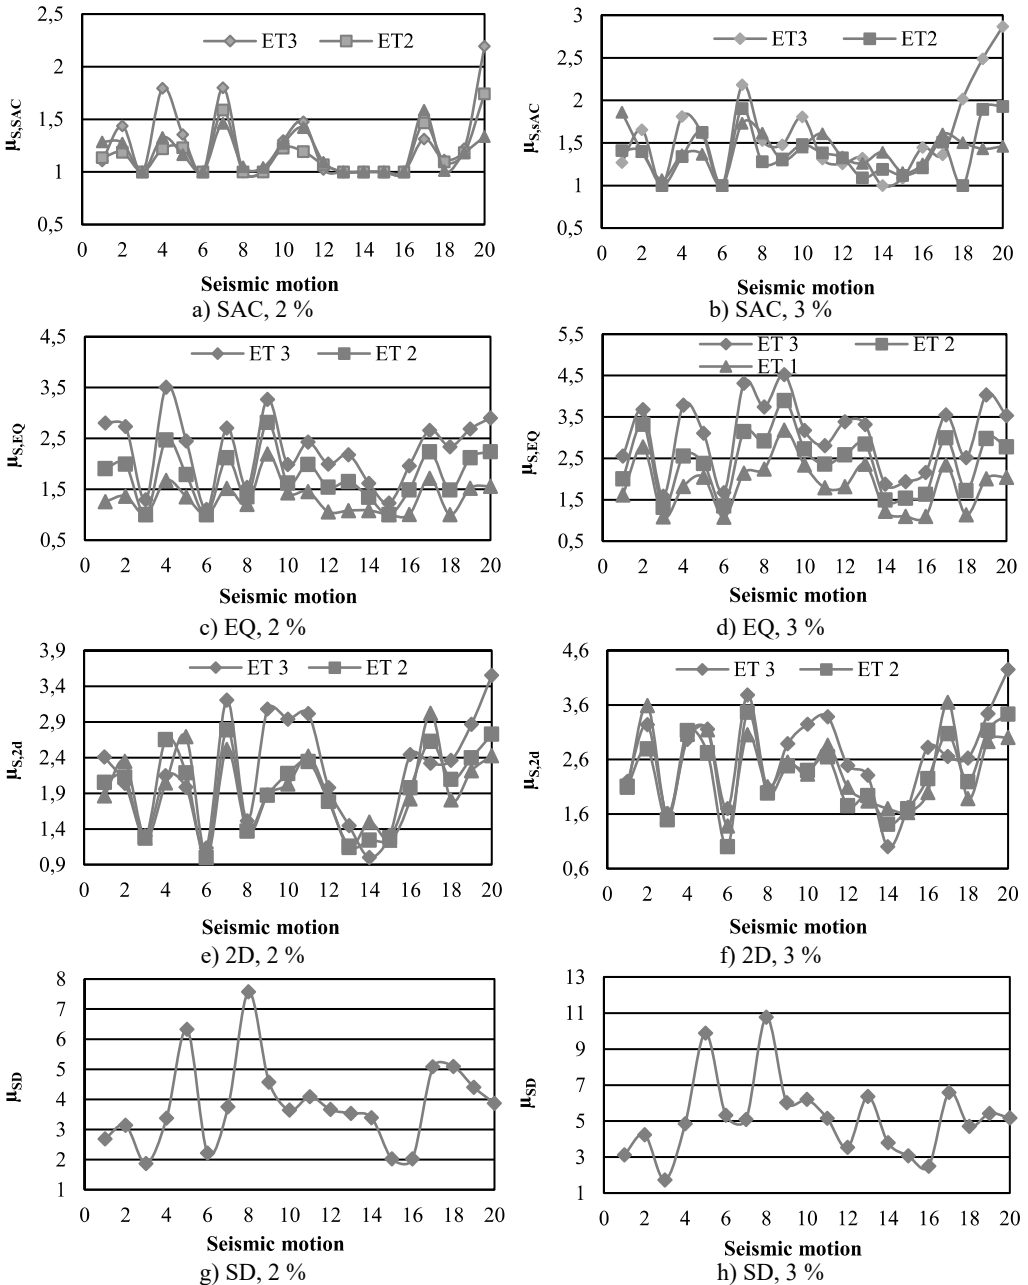 2,5
2
1,5
1
0,5
μS,SAC
ET3 ET2
0 2 4 6 8 10 12 14 16 18 20
Seismic motion
a) SAC, 2 %
3
2,5
2
1,5
1
0,5
μS,sAC
ET3 ET2
0 2 4 6 8 10 12 14 16 18 20
Seismic motion
b) SAC, 3 %
4,5
3,5
2,5
1,5
0,5
μS,EQ
ET 3 ET 2
0 2 4 6 8 10 12 14 16 18 20
Seismic motion
c) EQ, 2 %
5,5
4,5
3,5
2,5
1,5
0,5
μS,EQ
ET 3 ET 2
ET 1
0 2 4 6 8 10 12 14 16 18 20
Seismic motion
d) EQ, 3 %
3,9
3,4
2,9
2,4
1,9
1,4
0,9
μS,2d
ET 3 ET 2
0 2 4 6 8 10 12 14 16 18 20
Seismic motion
e) 2D, 2 %
4,6
3,6
2,6
1,6
0,6
μS,2d
ET 3 ET 2
0 2 4 6 8 10 12 14 16 18 20
Seismic motion
f) 2D, 3 %
8
7
6
5
4
3
2
1
μSD
0 2 4 6 8 10 12 14 16 18 20
Seismic motion
g) SD, 2 %
13
11
9
7
5
3
1
μSD
0 2 4 6 8 10 12 14 16 18 20
Seismic motion
h) SD, 3 %